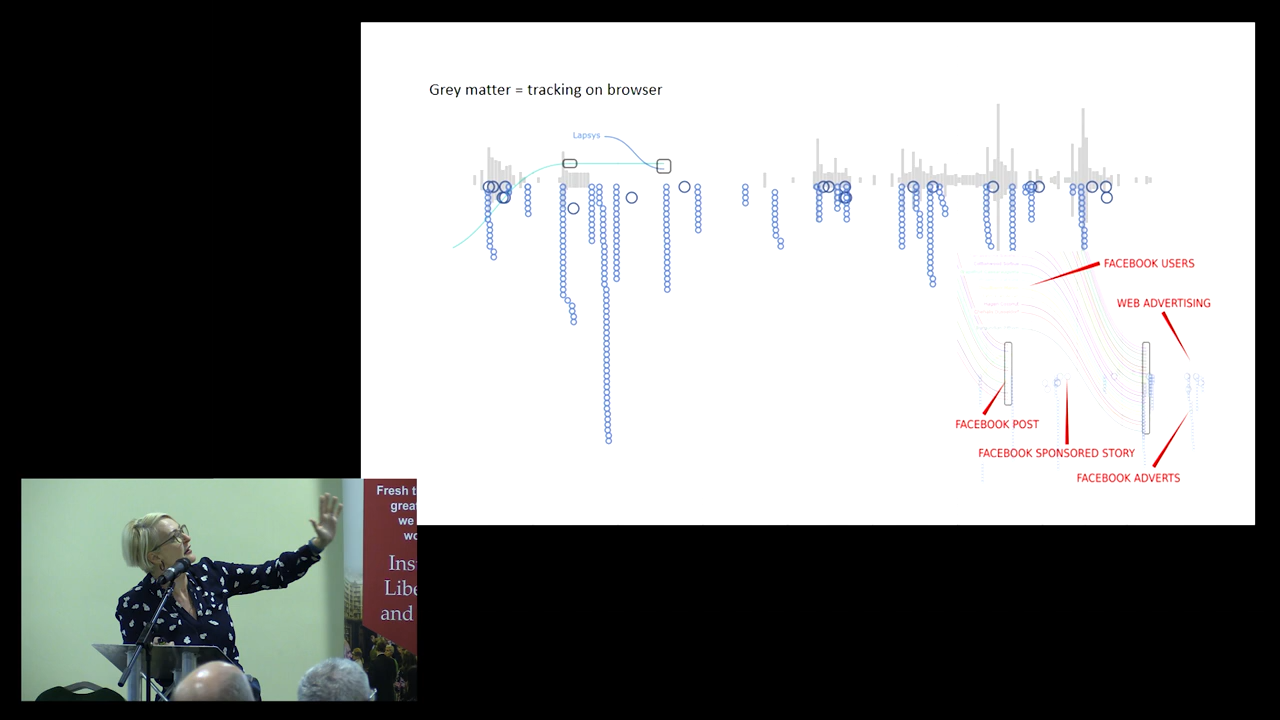 Grey matter = tracking on browser
Lapsys
FACEBOOK USERS
WEB ADVERTISING
FACEBOOK POST
FACEBOOK SPONSORED STORY
FACEBOOK ADVERTS
Fresh
great
we
Ins
Libe
and